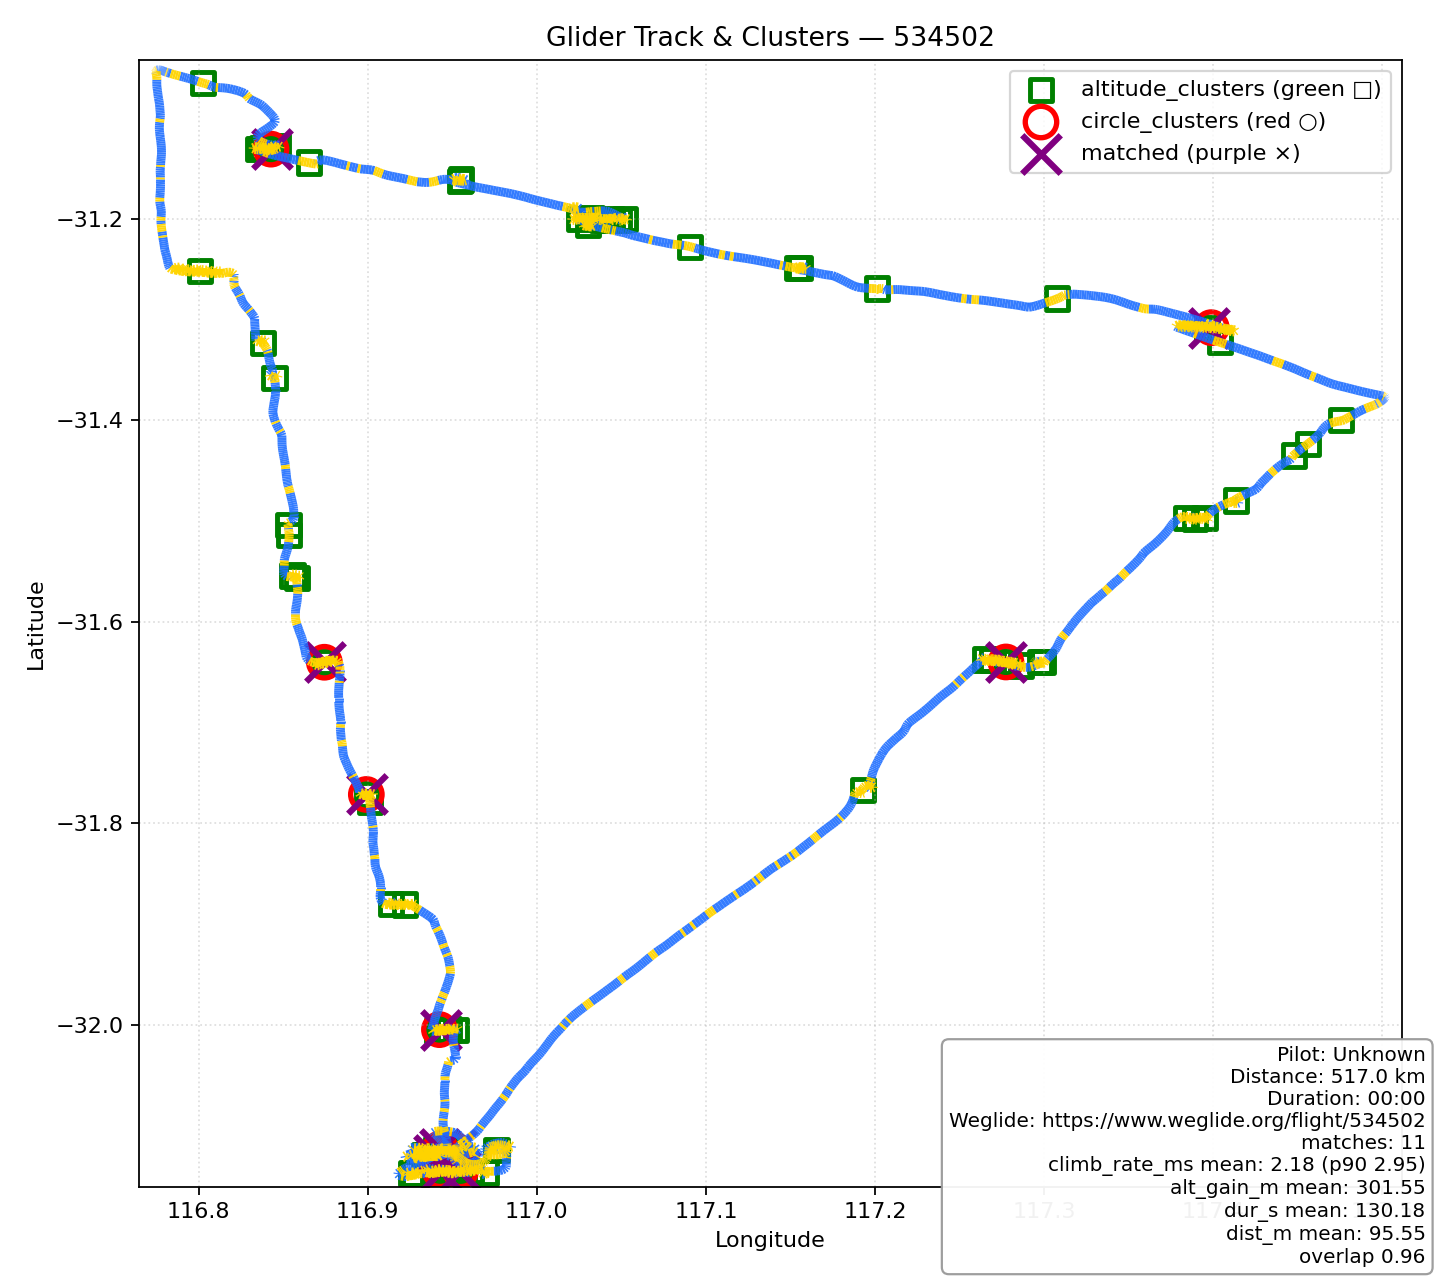 Glider Track & Clusters — 534502
altitude_clusters (green □)
circle_clusters (red ○)
matched (purple ×)
−31.2
−31.4
−31.6
−31.8
−32.0
Latitude
116.8
116.9
117.0
117.1
117.2
117.3
Longitude
Pilot: Unknown
Distance: 517.0 km
Duration: 00:00
Weglide: https://www.weglide.org/flight/534502
matches: 11
climb_rate_ms mean: 2.18 (p90 2.95)
alt_gain_m mean: 301.55
dur_s mean: 130.18
dist_m mean: 95.55
overlap 0.96